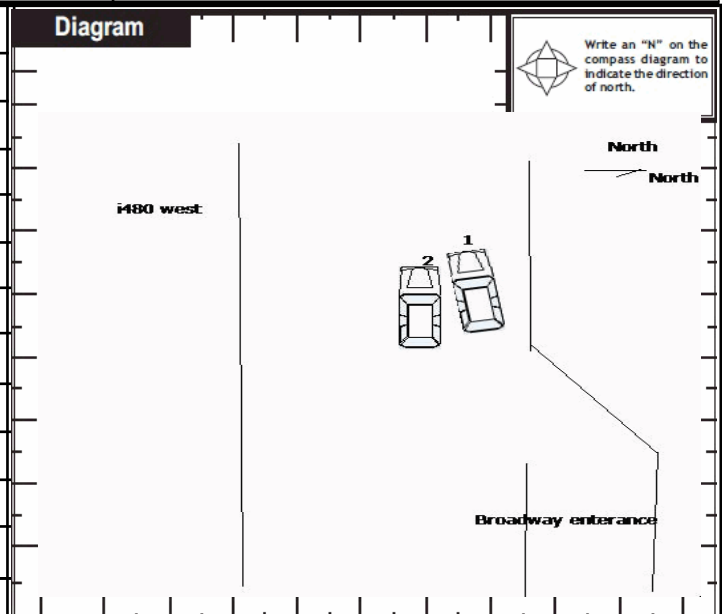 Diagram
Write an “N” on the
compass diagram to
indicate the direction
of north.
North
North
i480 west
1
2
Broadway enterance